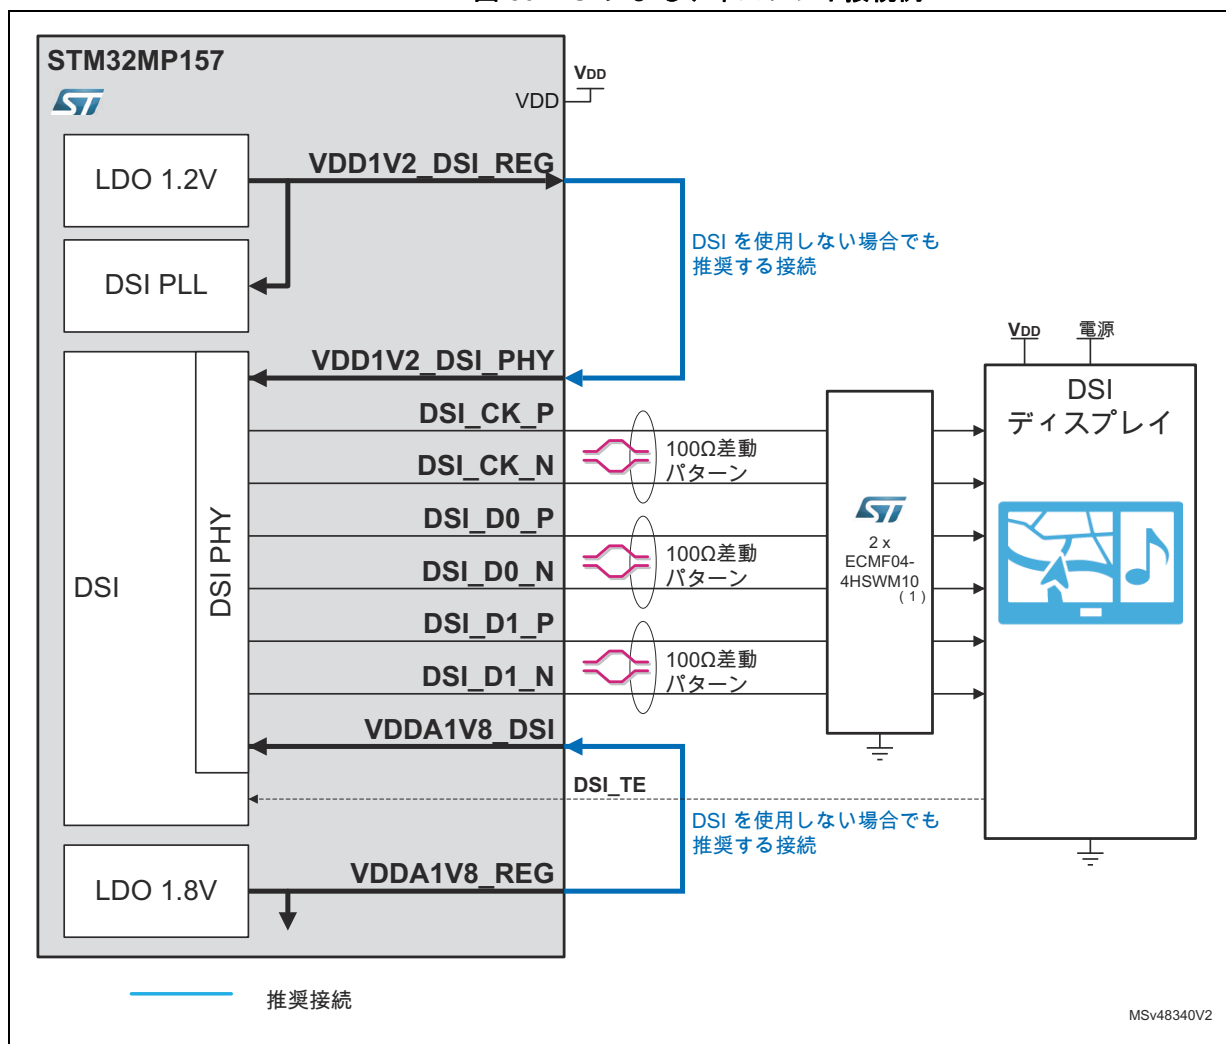 STM32MP157
VDD
VDD
LDO 1.2V
VDD1V2_DSI_REG
DSI を使用しない場合でも
推奨する接続
DSI PLL
VDD1V2_DSI_PHY
DSI_CK_P
100Ω差動
パターン
DSI_CK_N
DSI_D0_P
100Ω差動
パターン
DSI_D0_N
DSI_D1_P
100Ω差動
パターン
DSI_D1_N
DSI
DSI PHY
VDDA1V8_DSI
DSI_TE
DSI を使用しない場合でも
推奨する接続
VDDA1V8_REG
LDO 1.8V
2 x
ECMF04-
4HSWM10
(1)
VDD
電源
DSI
ディスプレイ
推奨接続
MSv48340V2